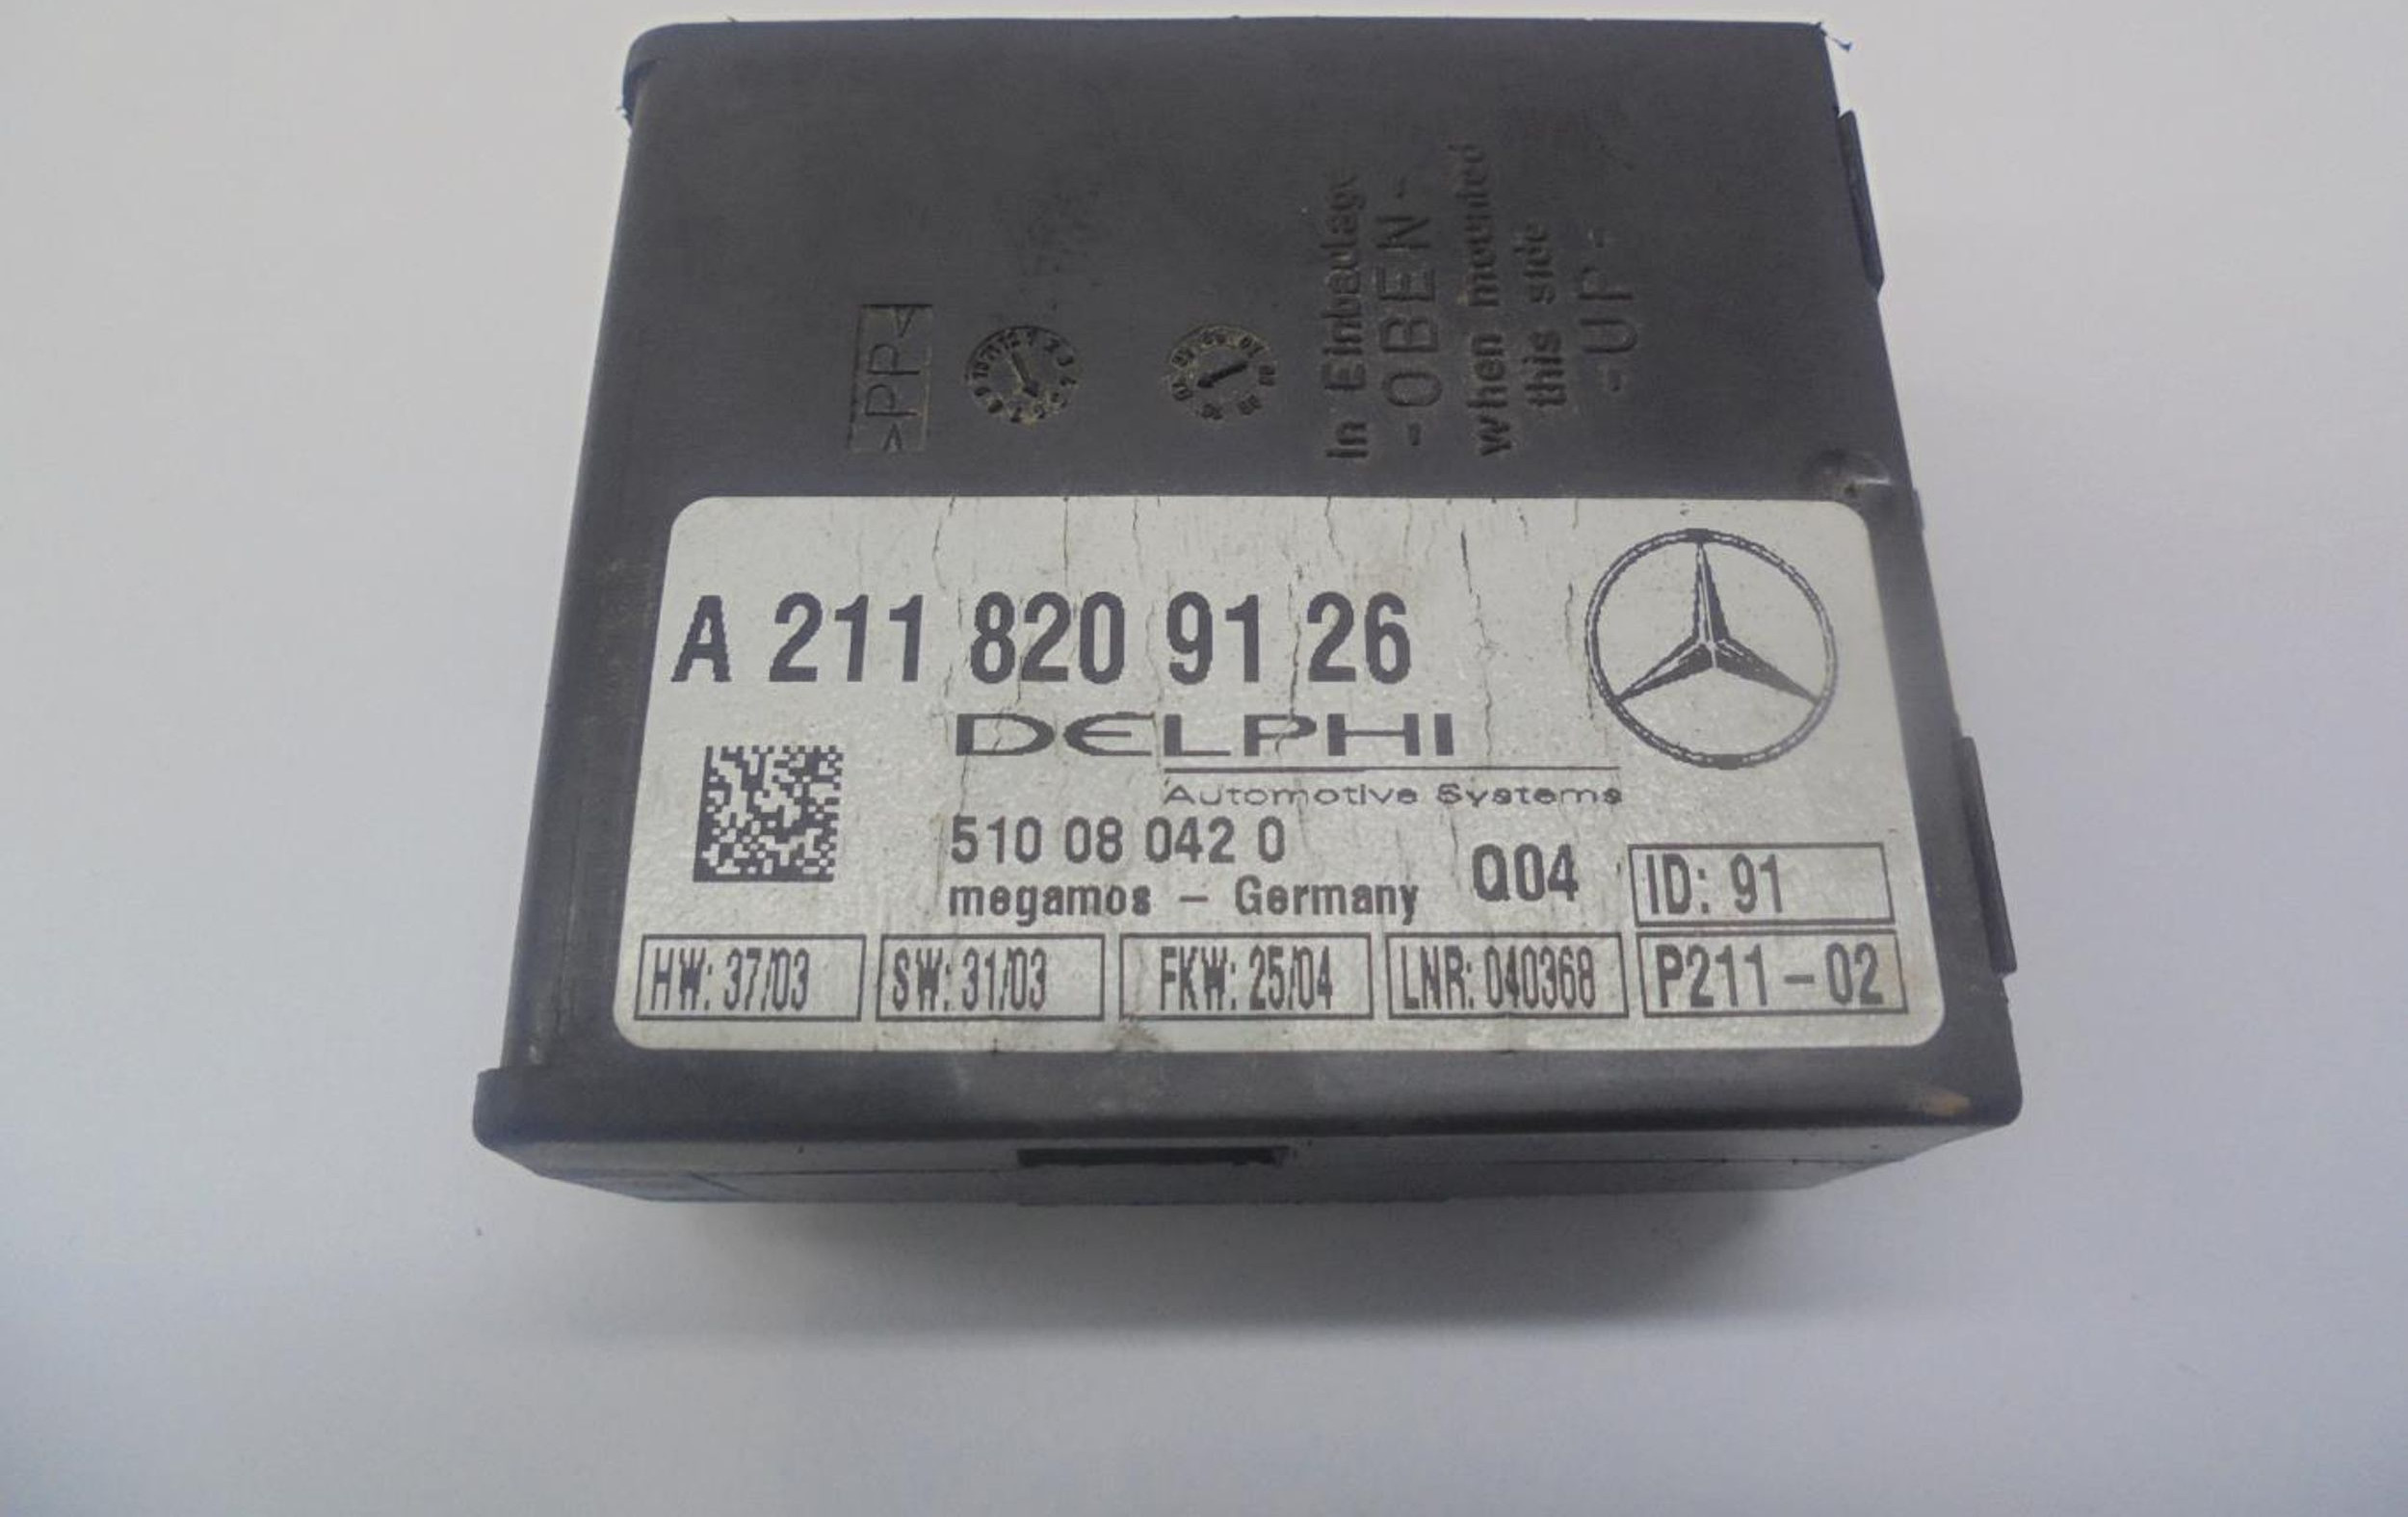 >PP<
in Einbaulage
-OBEN-
when mounted
this side
-UP-
A 211 820 91 26
DELPHI
Automotive Systems
510 08 042 0
megamos – Germany
Q04
ID: 91
HW: 37/03
SW: 31/03
FKW: 25/04
LNR: 040368
P211-02